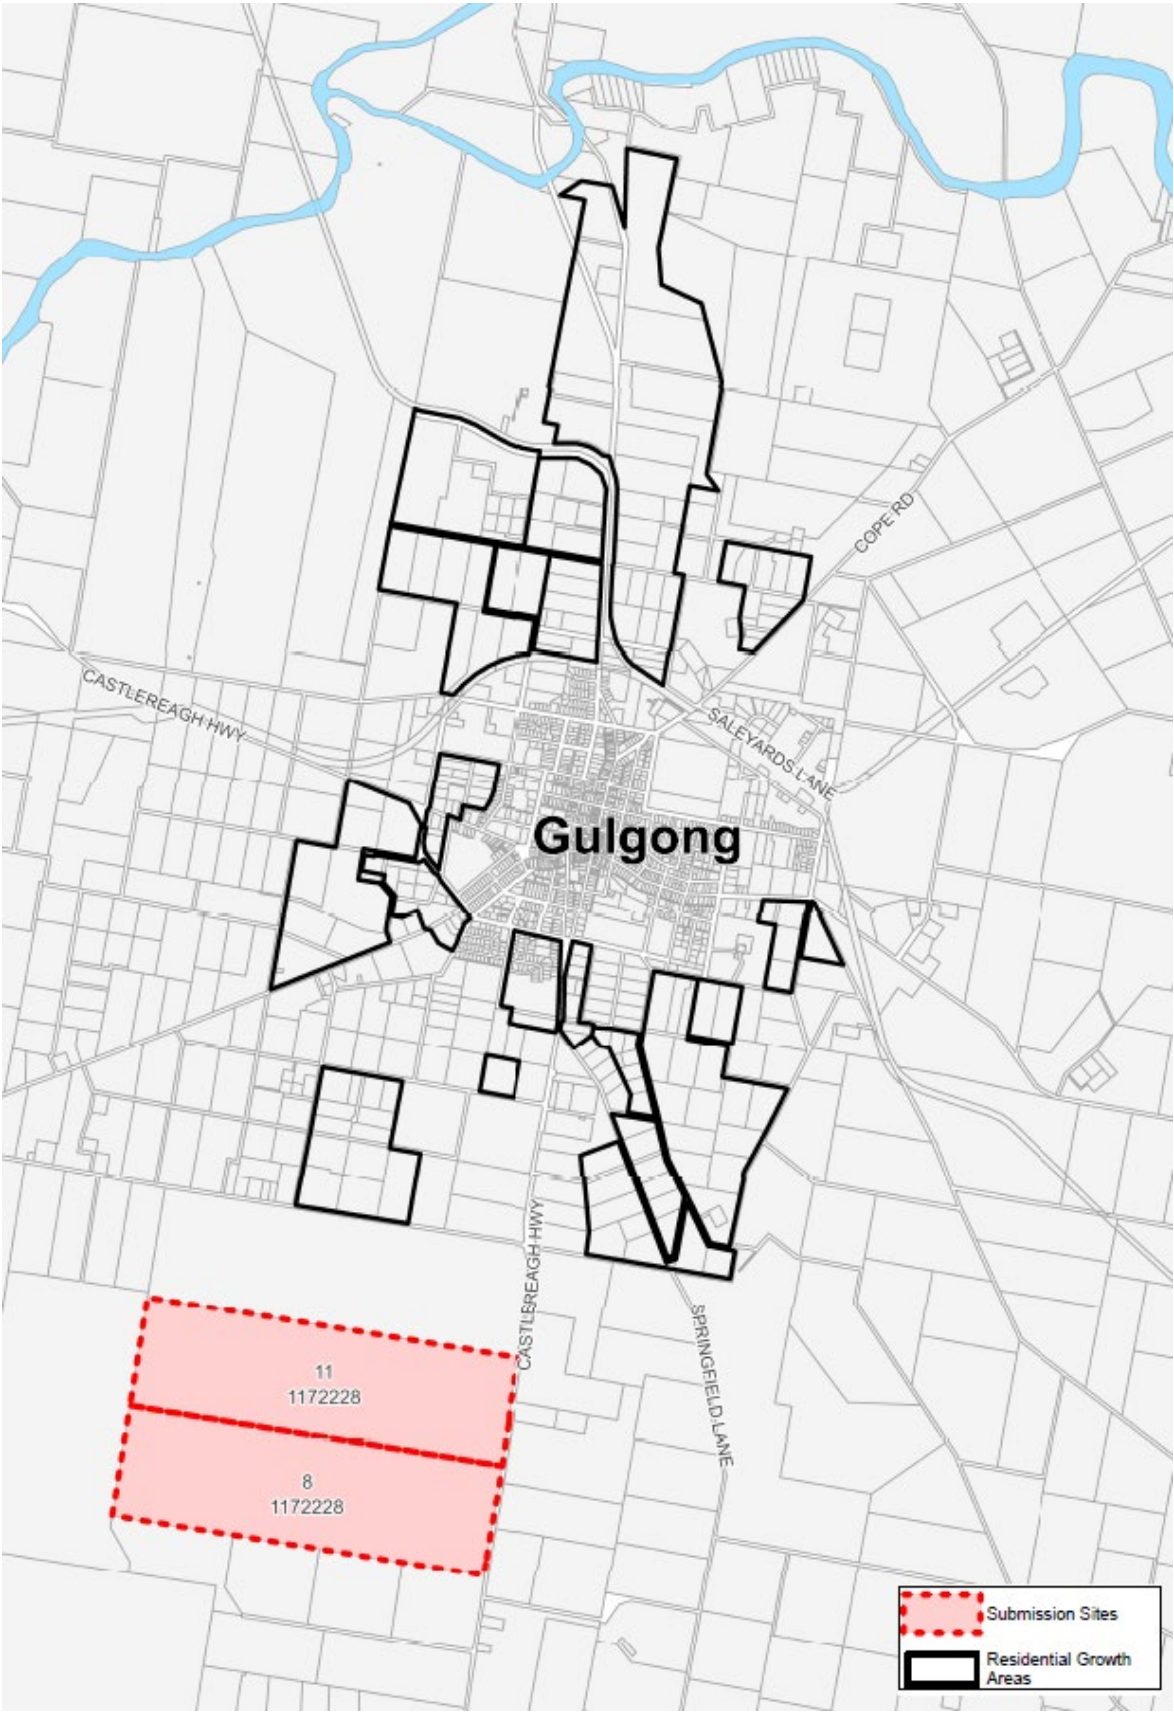 COPE RD
CASTLEREAGH HWY
SALEYARDS LANE
Gulgong
CASTLEREAGH HWY
SPRINGFIELD LANE
11
1172228
8
1172228
Submission Sites
Residential Growth
Areas